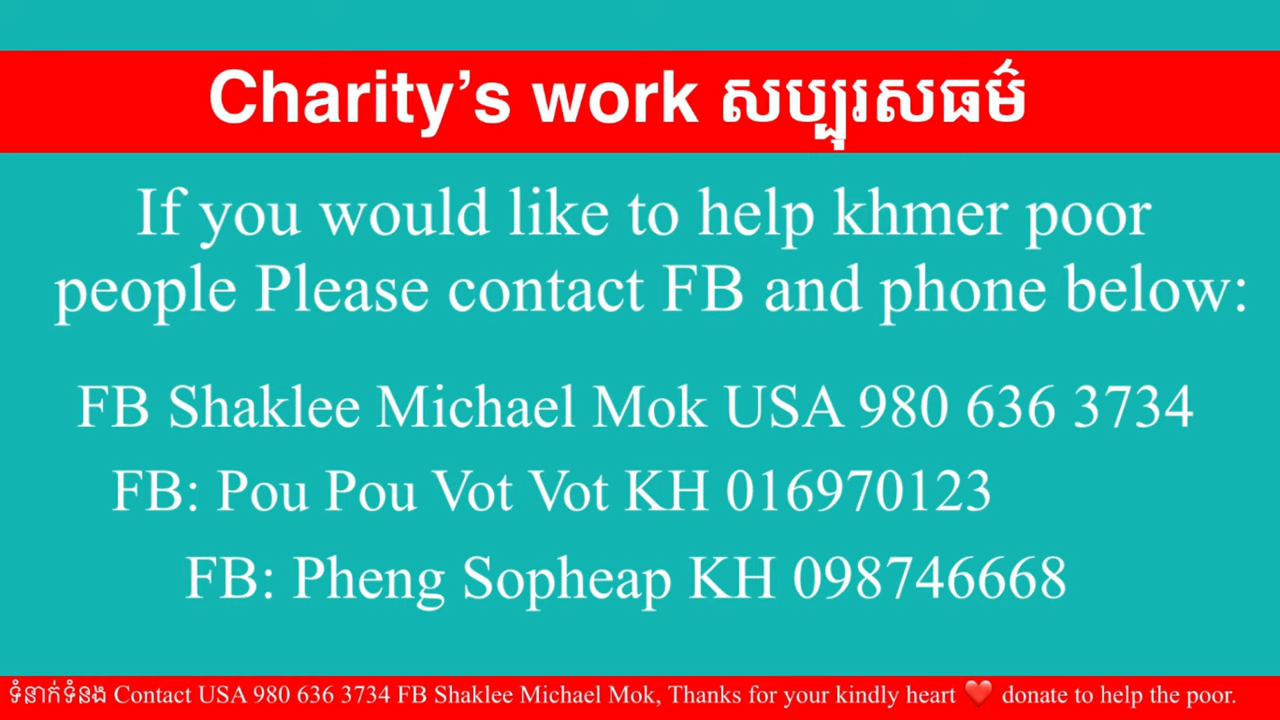 Charity’s work សប្បុរសធម៌
If you would like to help khmer poor
people Please contact FB and phone below:
FB Shaklee Michael Mok USA 980 636 3734
FB: Pou Pou Vot Vot KH 016970123
FB: Pheng Sopheap KH 098746668
ទំនាក់ទំនង Contact USA 980 636 3734 FB Shaklee Michael Mok, Thanks for your kindly heart ❤️ donate to help the poor.